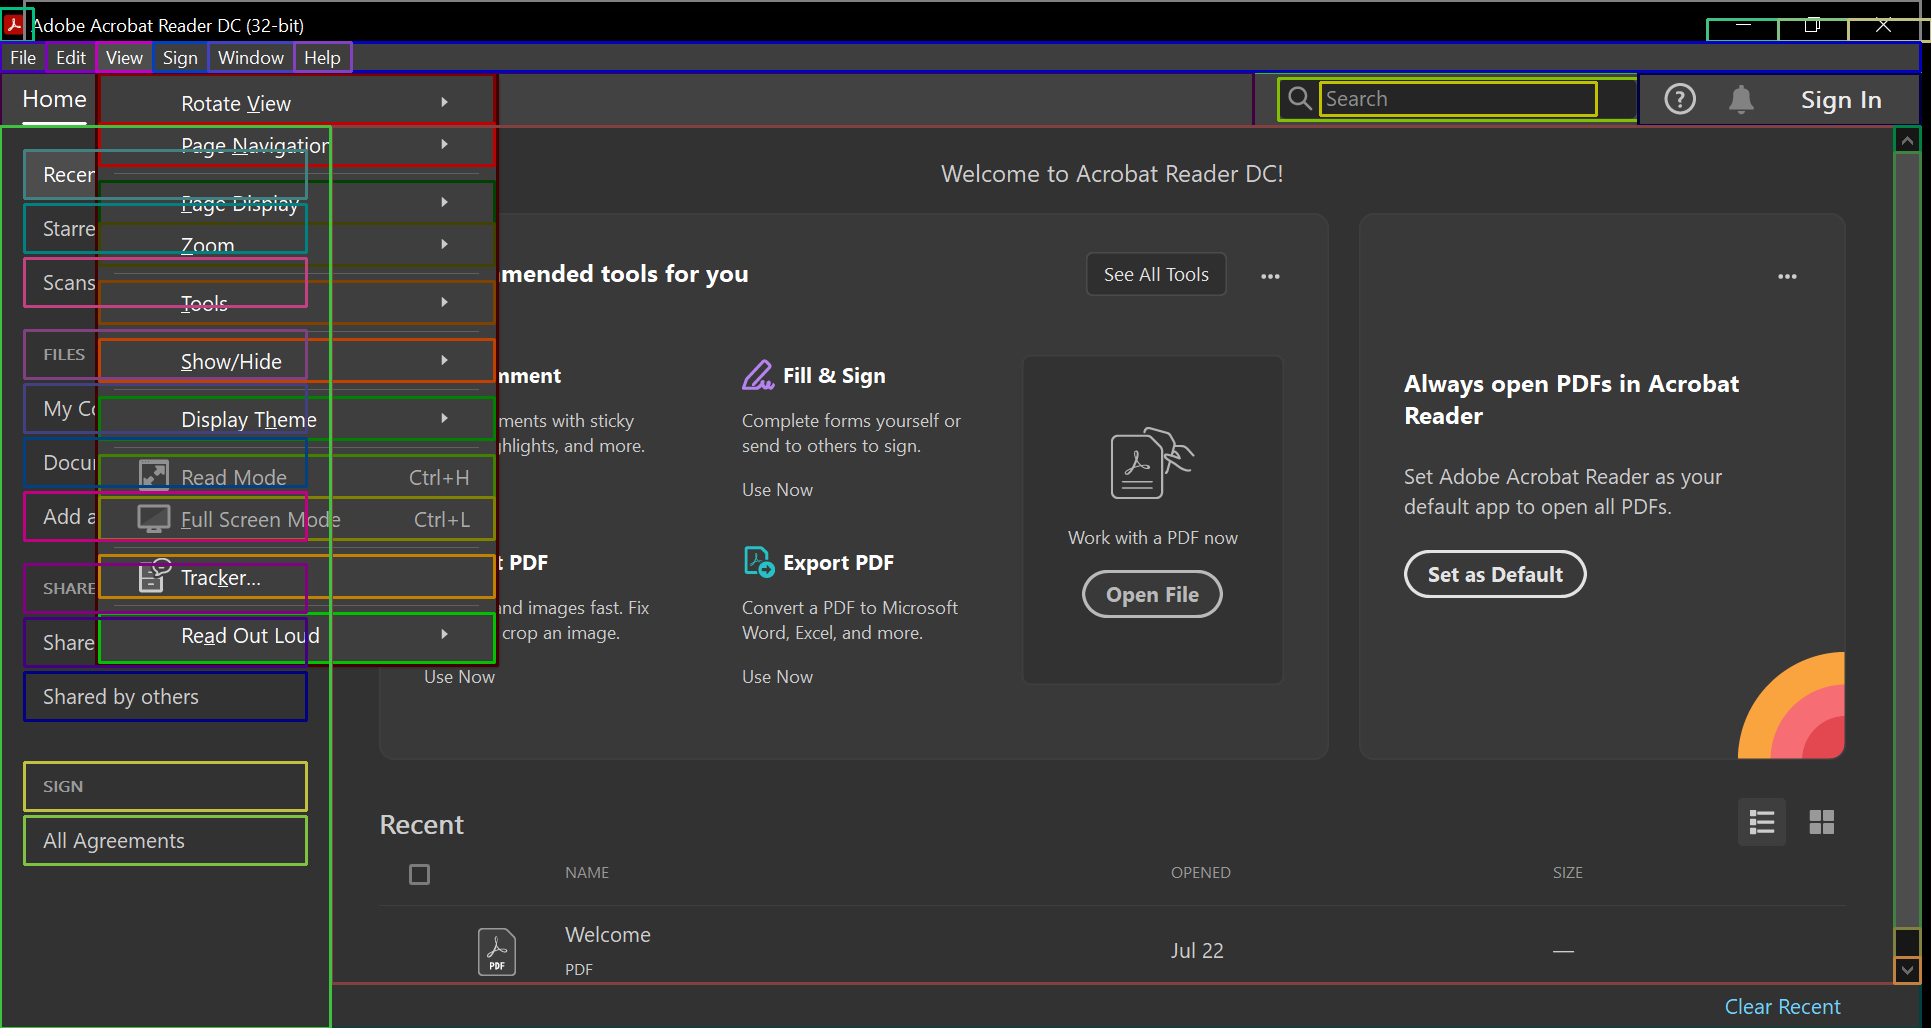 Adobe Acrobat Reader DC (32-bit)
File Edit View Sign Window Help
Home
Search
Sign In
Rotate View
Page Navigation
Page Display
Zoom
Tools
Show/Hide
Display Theme
Read Mode Ctrl+H
Full Screen Mode Ctrl+L
Tracker...
Read Out Loud
Recen
Starre
Scans
FILES
My Co
Docu
Add a
SHARE
Share
Shared by others
SIGN
All Agreements
Welcome to Acrobat Reader DC!
mended tools for you
See All Tools
mment
ments with sticky
hlights, and more.
Fill & Sign
Complete forms yourself or
send to others to sign.
Use Now
t PDF
and images fast. Fix
crop an image.
Use Now
Export PDF
Convert a PDF to Microsoft
Word, Excel, and more.
Use Now
Work with a PDF now
Open File
Always open PDFs in Acrobat
Reader
Set Adobe Acrobat Reader as your
default app to open all PDFs.
Set as Default
Recent
NAME OPENED SIZE
Welcome
PDF
PDF
Jul 22
—
Clear Recent